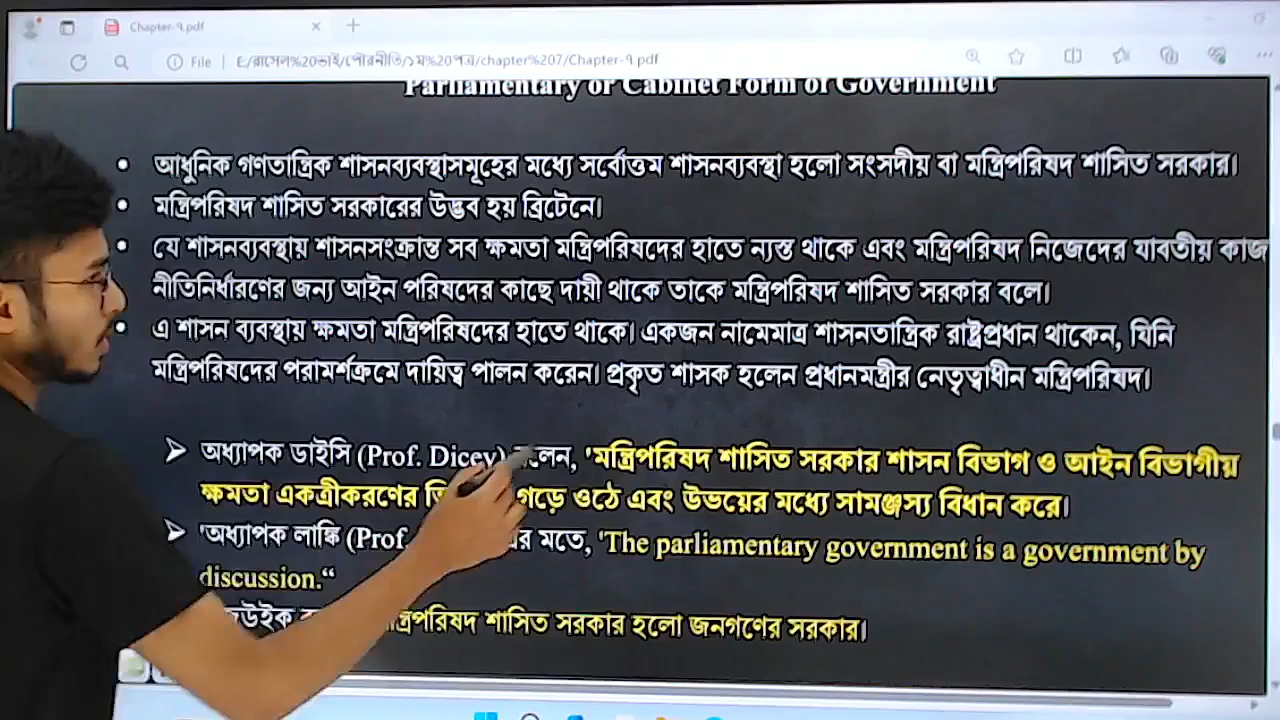 Chapter-৭.pdf
File E:/রাসেল%20ভাই/পৌরনীতি/১ম%20পত্র/chapter%207/Chapter-৭.pdf
Parliamentary or Cabinet Form of Government
• আধুনিক গণতান্ত্রিক শাসনব্যবস্থাসমূহের মধ্যে সর্বোত্তম শাসনব্যবস্থা হলো সংসদীয় বা মন্ত্রিপরিষদ শাসিত সরকার।
• মন্ত্রিপরিষদ শাসিত সরকারের উদ্ভব হয় ব্রিটেনে।
• যে শাসনব্যবস্থায় শাসনসংক্রান্ত সব ক্ষমতা মন্ত্রিপরিষদের হাতে ন্যস্ত থাকে এবং মন্ত্রিপরিষদ নিজেদের যাবতীয় কাজ
নীতিনির্ধারণের জন্য আইন পরিষদের কাছে দায়ী থাকে তাকে মন্ত্রিপরিষদ শাসিত সরকার বলে।
• এ শাসন ব্যবস্থায় ক্ষমতা মন্ত্রিপরিষদের হাতে থাকে। একজন নামেমাত্র শাসনতান্ত্রিক রাষ্ট্রপ্রধান থাকেন, যিনি
মন্ত্রিপরিষদের পরামর্শক্রমে দায়িত্ব পালন করেন। প্রকৃত শাসক হলেন প্রধানমন্ত্রীর নেতৃত্বাধীন মন্ত্রিপরিষদ।
➢ অধ্যাপক ডাইসি (Prof. Dicey) বলেন, 'মন্ত্রিপরিষদ শাসিত সরকার শাসন বিভাগ ও আইন বিভাগীয়
ক্ষমতা একত্রীকরণের গড়ে ওঠে এবং উভয়ের মধ্যে সামঞ্জস্য বিধান করে।
➢ 'অধ্যাপক লাস্কি (Prof. মতে, 'The parliamentary government is a government by
discussion.“
মন্ত্রিপরিষদ শাসিত সরকার হলো জনগণের সরকার।